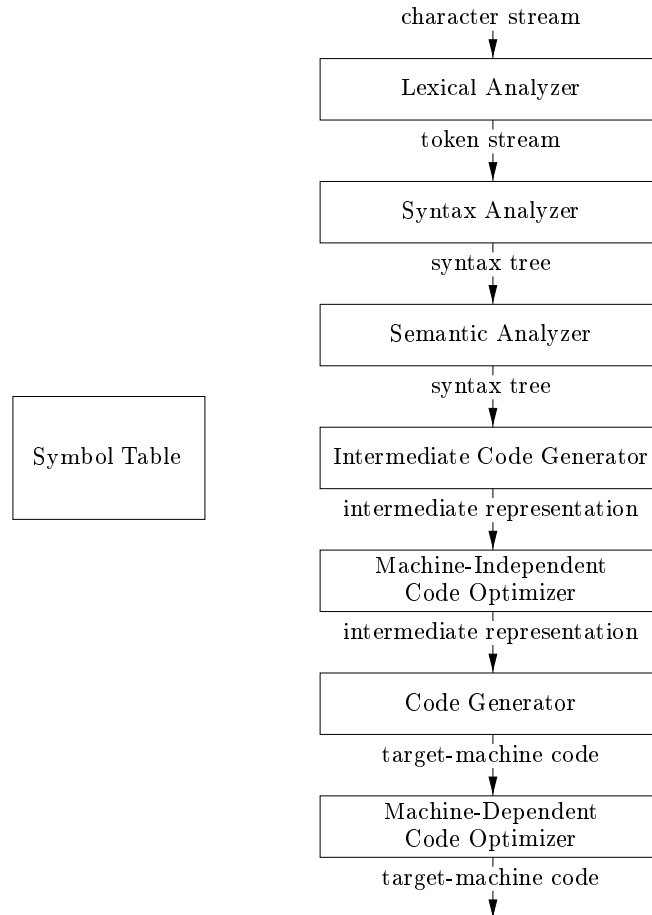 character stream
Lexical Analyzer
token stream
Syntax Analyzer
syntax tree
Semantic Analyzer
syntax tree
Symbol Table
Intermediate Code Generator
intermediate representation
Machine-Independent
Code Optimizer
intermediate representation
Code Generator
target-machine code
Machine-Dependent
Code Optimizer
target-machine code